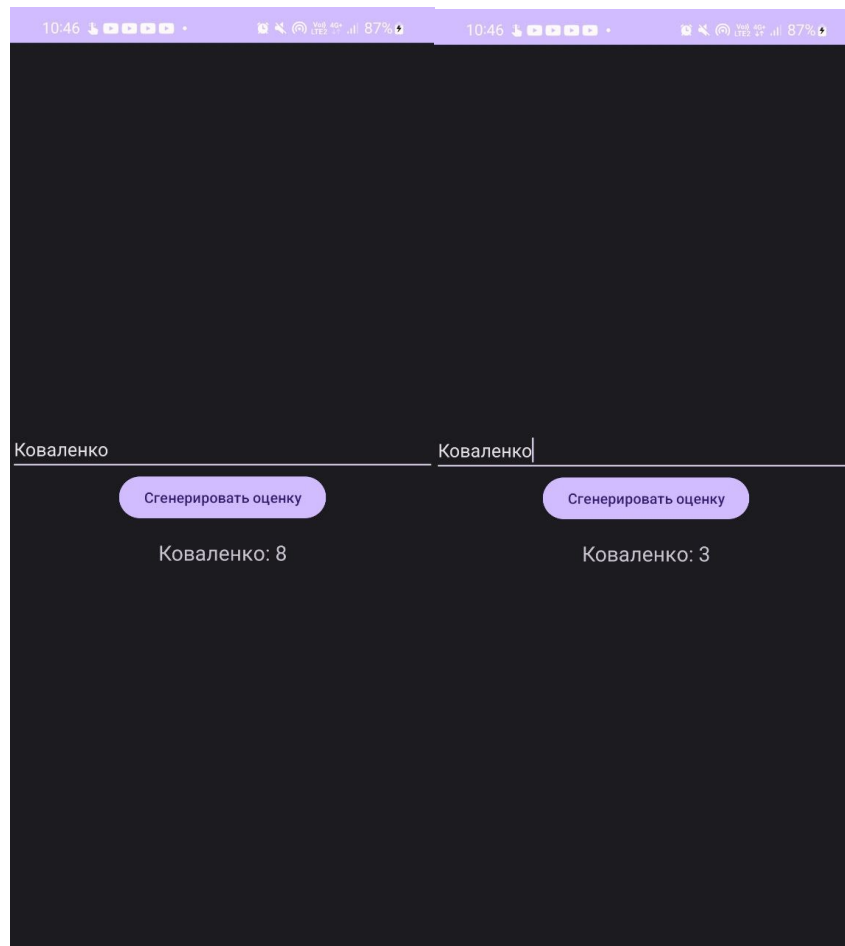 10:46
87%
Коваленко
Сгенерировать оценку
Коваленко: 8
10:46
87%
Коваленко
Сгенерировать оценку
Коваленко: 3